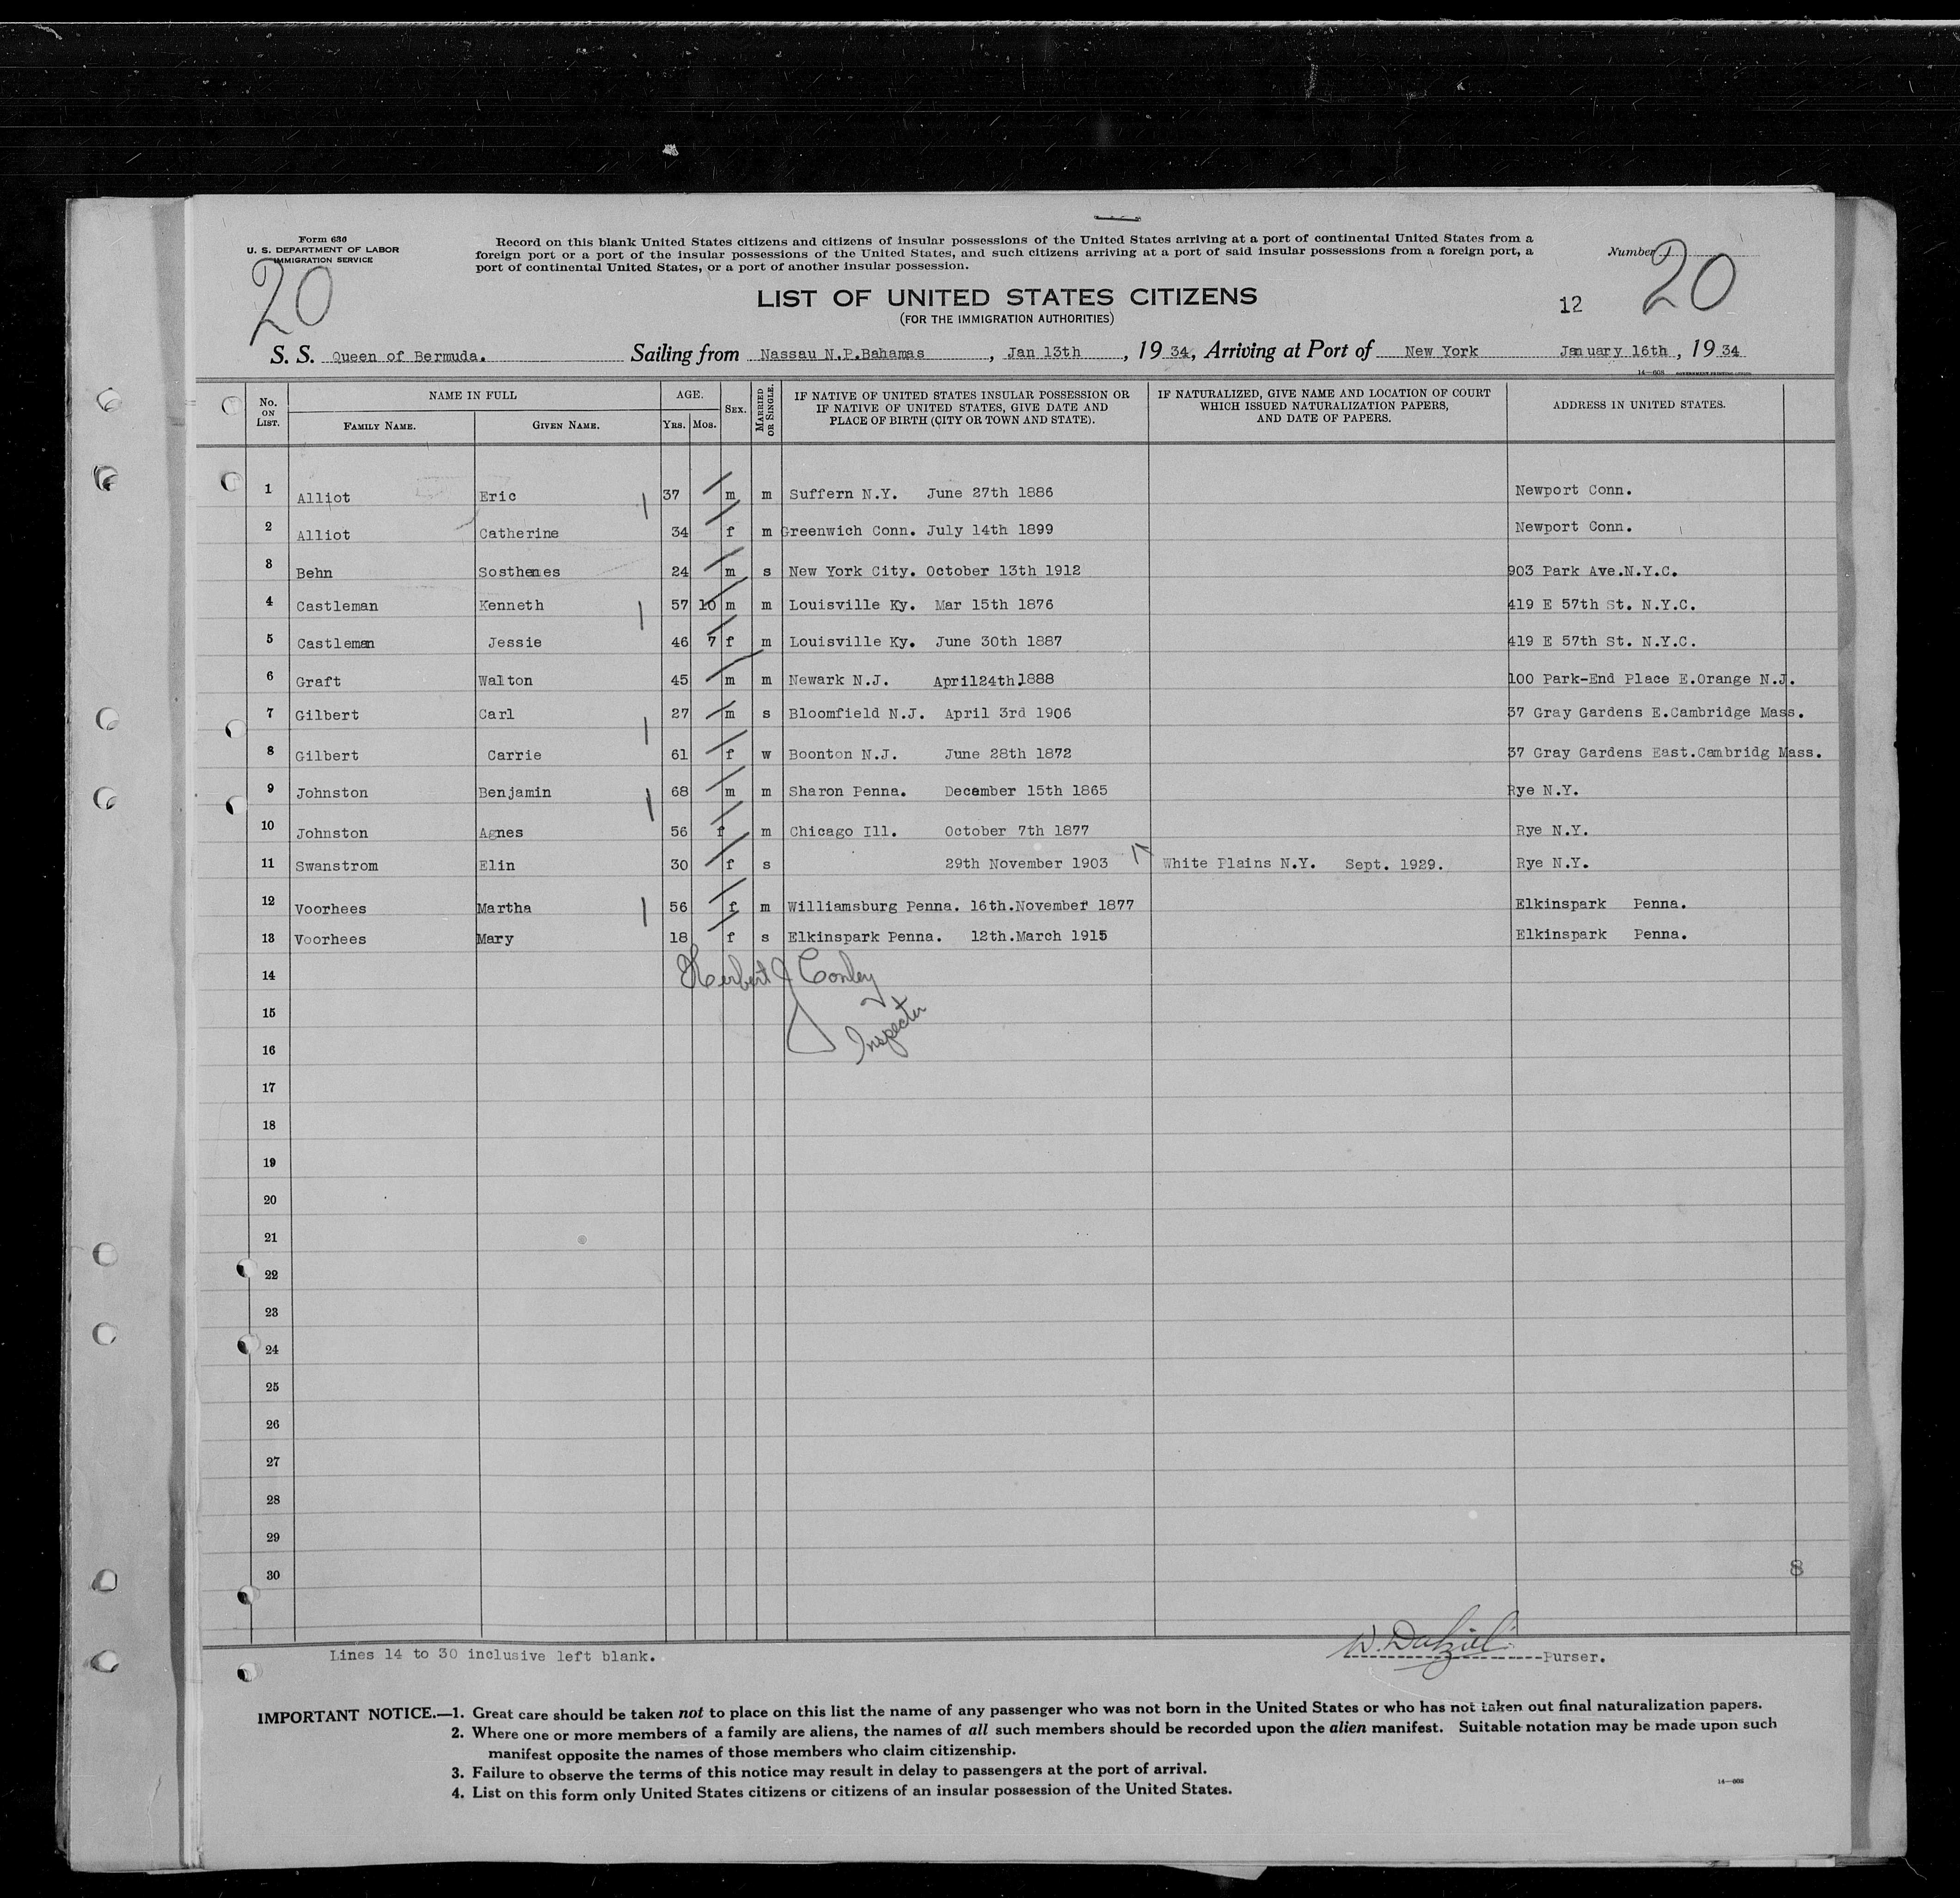 Form 630
U. S. DEPARTMENT OF LABOR
IMMIGRATION SERVICE
20
Record on this blank United States citizens and citizens of insular possessions of the United States arriving at a port of continental United States from a
foreign port or a port of the insular possessions of the United States, and such citizens arriving at a port of said insular possessions from a foreign port, a
port of continental United States, or a port of another insular possession.
Number 20
LIST OF UNITED STATES CITIZENS
(FOR THE IMMIGRATION AUTHORITIES)
12
S. S. Queen of Bermuda. Sailing from Nassau N.P.Bahamas , Jan 13th , 19 34, Arriving at Port of New York January 16th , 19 34
14—608 GOVERNMENT PRINTING OFFICE
No. ON LIST. NAME IN FULL FAMILY NAME. GIVEN NAME. AGE. YRS. MOS. SEX. MARRIED OR SINGLE. IF NATIVE OF UNITED STATES INSULAR POSSESSION OR IF NATIVE OF UNITED STATES, GIVE DATE AND PLACE OF BIRTH (CITY OR TOWN AND STATE). IF NATURALIZED, GIVE NAME AND LOCATION OF COURT WHICH ISSUED NATURALIZATION PAPERS, AND DATE OF PAPERS. ADDRESS IN UNITED STATES.
1 Alliot Eric 37 m m Suffern N.Y. June 27th 1886 Newport Conn.
2 Alliot Catherine 34 f m Greenwich Conn. July 14th 1899 Newport Conn.
3 Behn Sosthenes 24 m s New York City. October 13th 1912 903 Park Ave.N.Y.C.
4 Castleman Kenneth 57 10 m m Louisville Ky. Mar 15th 1876 419 E 57th St. N.Y.C.
5 Castleman Jessie 46 7 f m Louisville Ky. June 30th 1887 419 E 57th St. N.Y.C.
6 Graft Walton 45 m m Newark N.J. April24th.1888 100 Park-End Place E.Orange N.J.
7 Gilbert Carl 27 m s Bloomfield N.J. April 3rd 1906 37 Gray Gardens E.Cambridge Mass.
8 Gilbert Carrie 61 f w Boonton N.J. June 28th 1872 37 Gray Gardens East.Cambridg Mass.
9 Johnston Benjamin 68 m m Sharon Penna. December 15th 1865 Rye N.Y.
10 Johnston Agnes 56 f m Chicago Ill. October 7th 1877 Rye N.Y.
11 Swanstrom Elin 30 f s 29th November 1903 White Plains N.Y. Sept. 1929. Rye N.Y.
12 Voorhees Martha 56 f m Williamsburg Penna. 16th.November 1877 Elkinspark Penna.
13 Voorhees Mary 18 f s Elkinspark Penna. 12th.March 1915 Elkinspark Penna.
14
Herbert J Conley
Inspector
15
16
17
18
19
20
21
22
23
24
25
26
27
28
29
30
8
Lines 14 to 30 inclusive left blank.
W. Dalziel Purser.
IMPORTANT NOTICE.—1. Great care should be taken not to place on this list the name of any passenger who was not born in the United States or who has not taken out final naturalization papers.
2. Where one or more members of a family are aliens, the names of all such members should be recorded upon the alien manifest. Suitable notation may be made upon such
manifest opposite the names of those members who claim citizenship.
3. Failure to observe the terms of this notice may result in delay to passengers at the port of arrival.
4. List on this form only United States citizens or citizens of an insular possession of the United States.
14—608